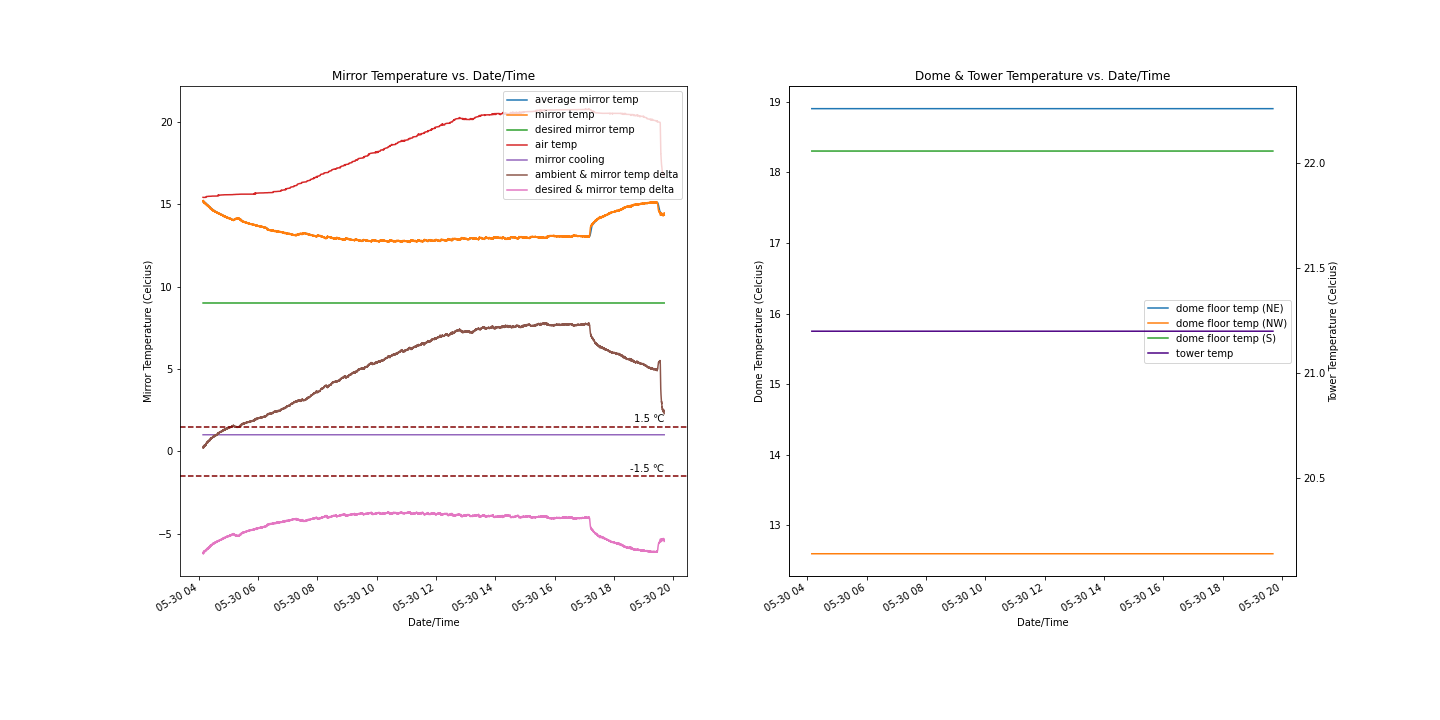 Mirror Temperature vs. Date/Time
average mirror temp
mirror temp
desired mirror temp
air temp
mirror cooling
ambient & mirror temp delta
desired & mirror temp delta
20
15
10
5
0
−5
1.5 °C
-1.5 °C
Mirror Temperature (Celcius)
05-30 04
05-30 06
05-30 08
05-30 10
05-30 12
05-30 14
05-30 16
05-30 18
05-30 20
Date/Time
Dome & Tower Temperature vs. Date/Time
19
18
17
16
15
14
13
Dome Temperature (Celcius)
dome floor temp (NE)
dome floor temp (NW)
dome floor temp (S)
tower temp
22.0
21.5
21.0
20.5
Tower Temperature (Celcius)
05-30 04
05-30 06
05-30 08
05-30 10
05-30 12
05-30 14
05-30 16
05-30 18
05-30 20
Date/Time